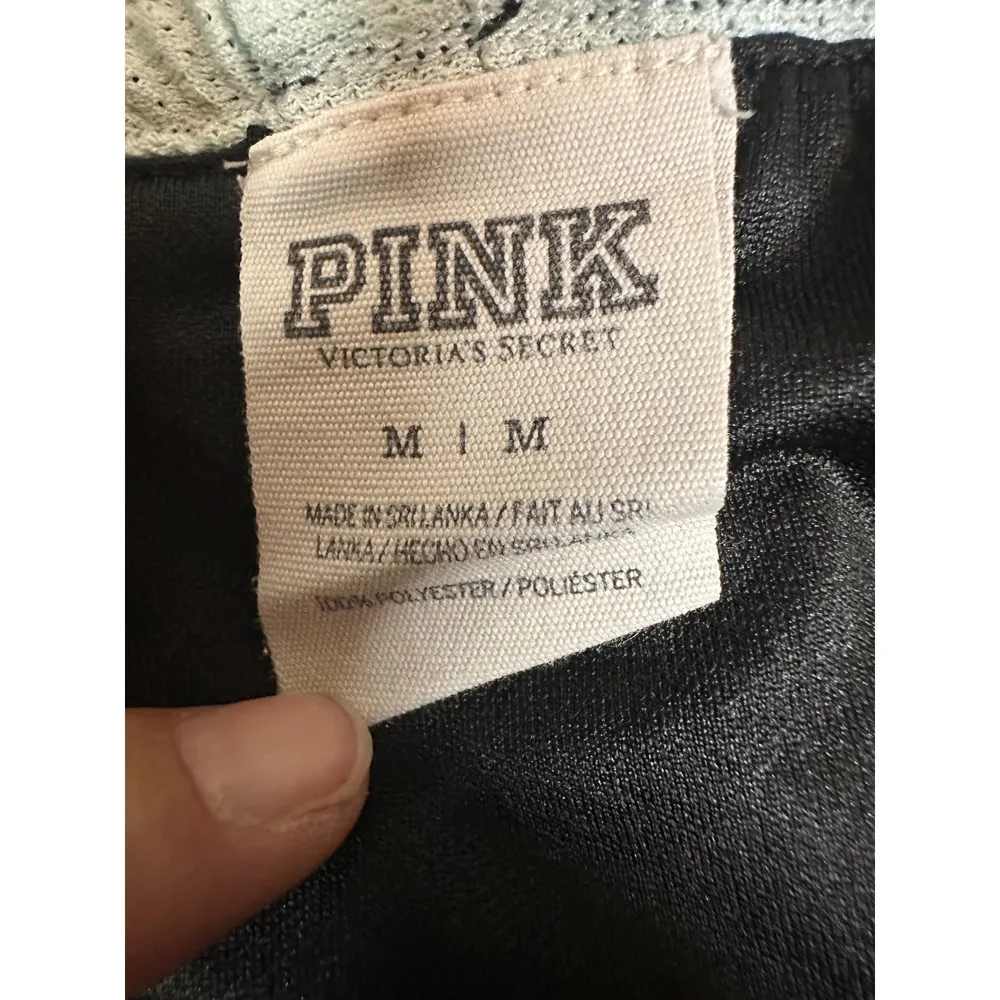 PINK
VICTORIA'S SECRET
M | M
MADE IN SRI LANKA / FAIT AU SRI
LANKA / HECHO EN SRI LANKA
100% POLYESTER / POLIÉSTER